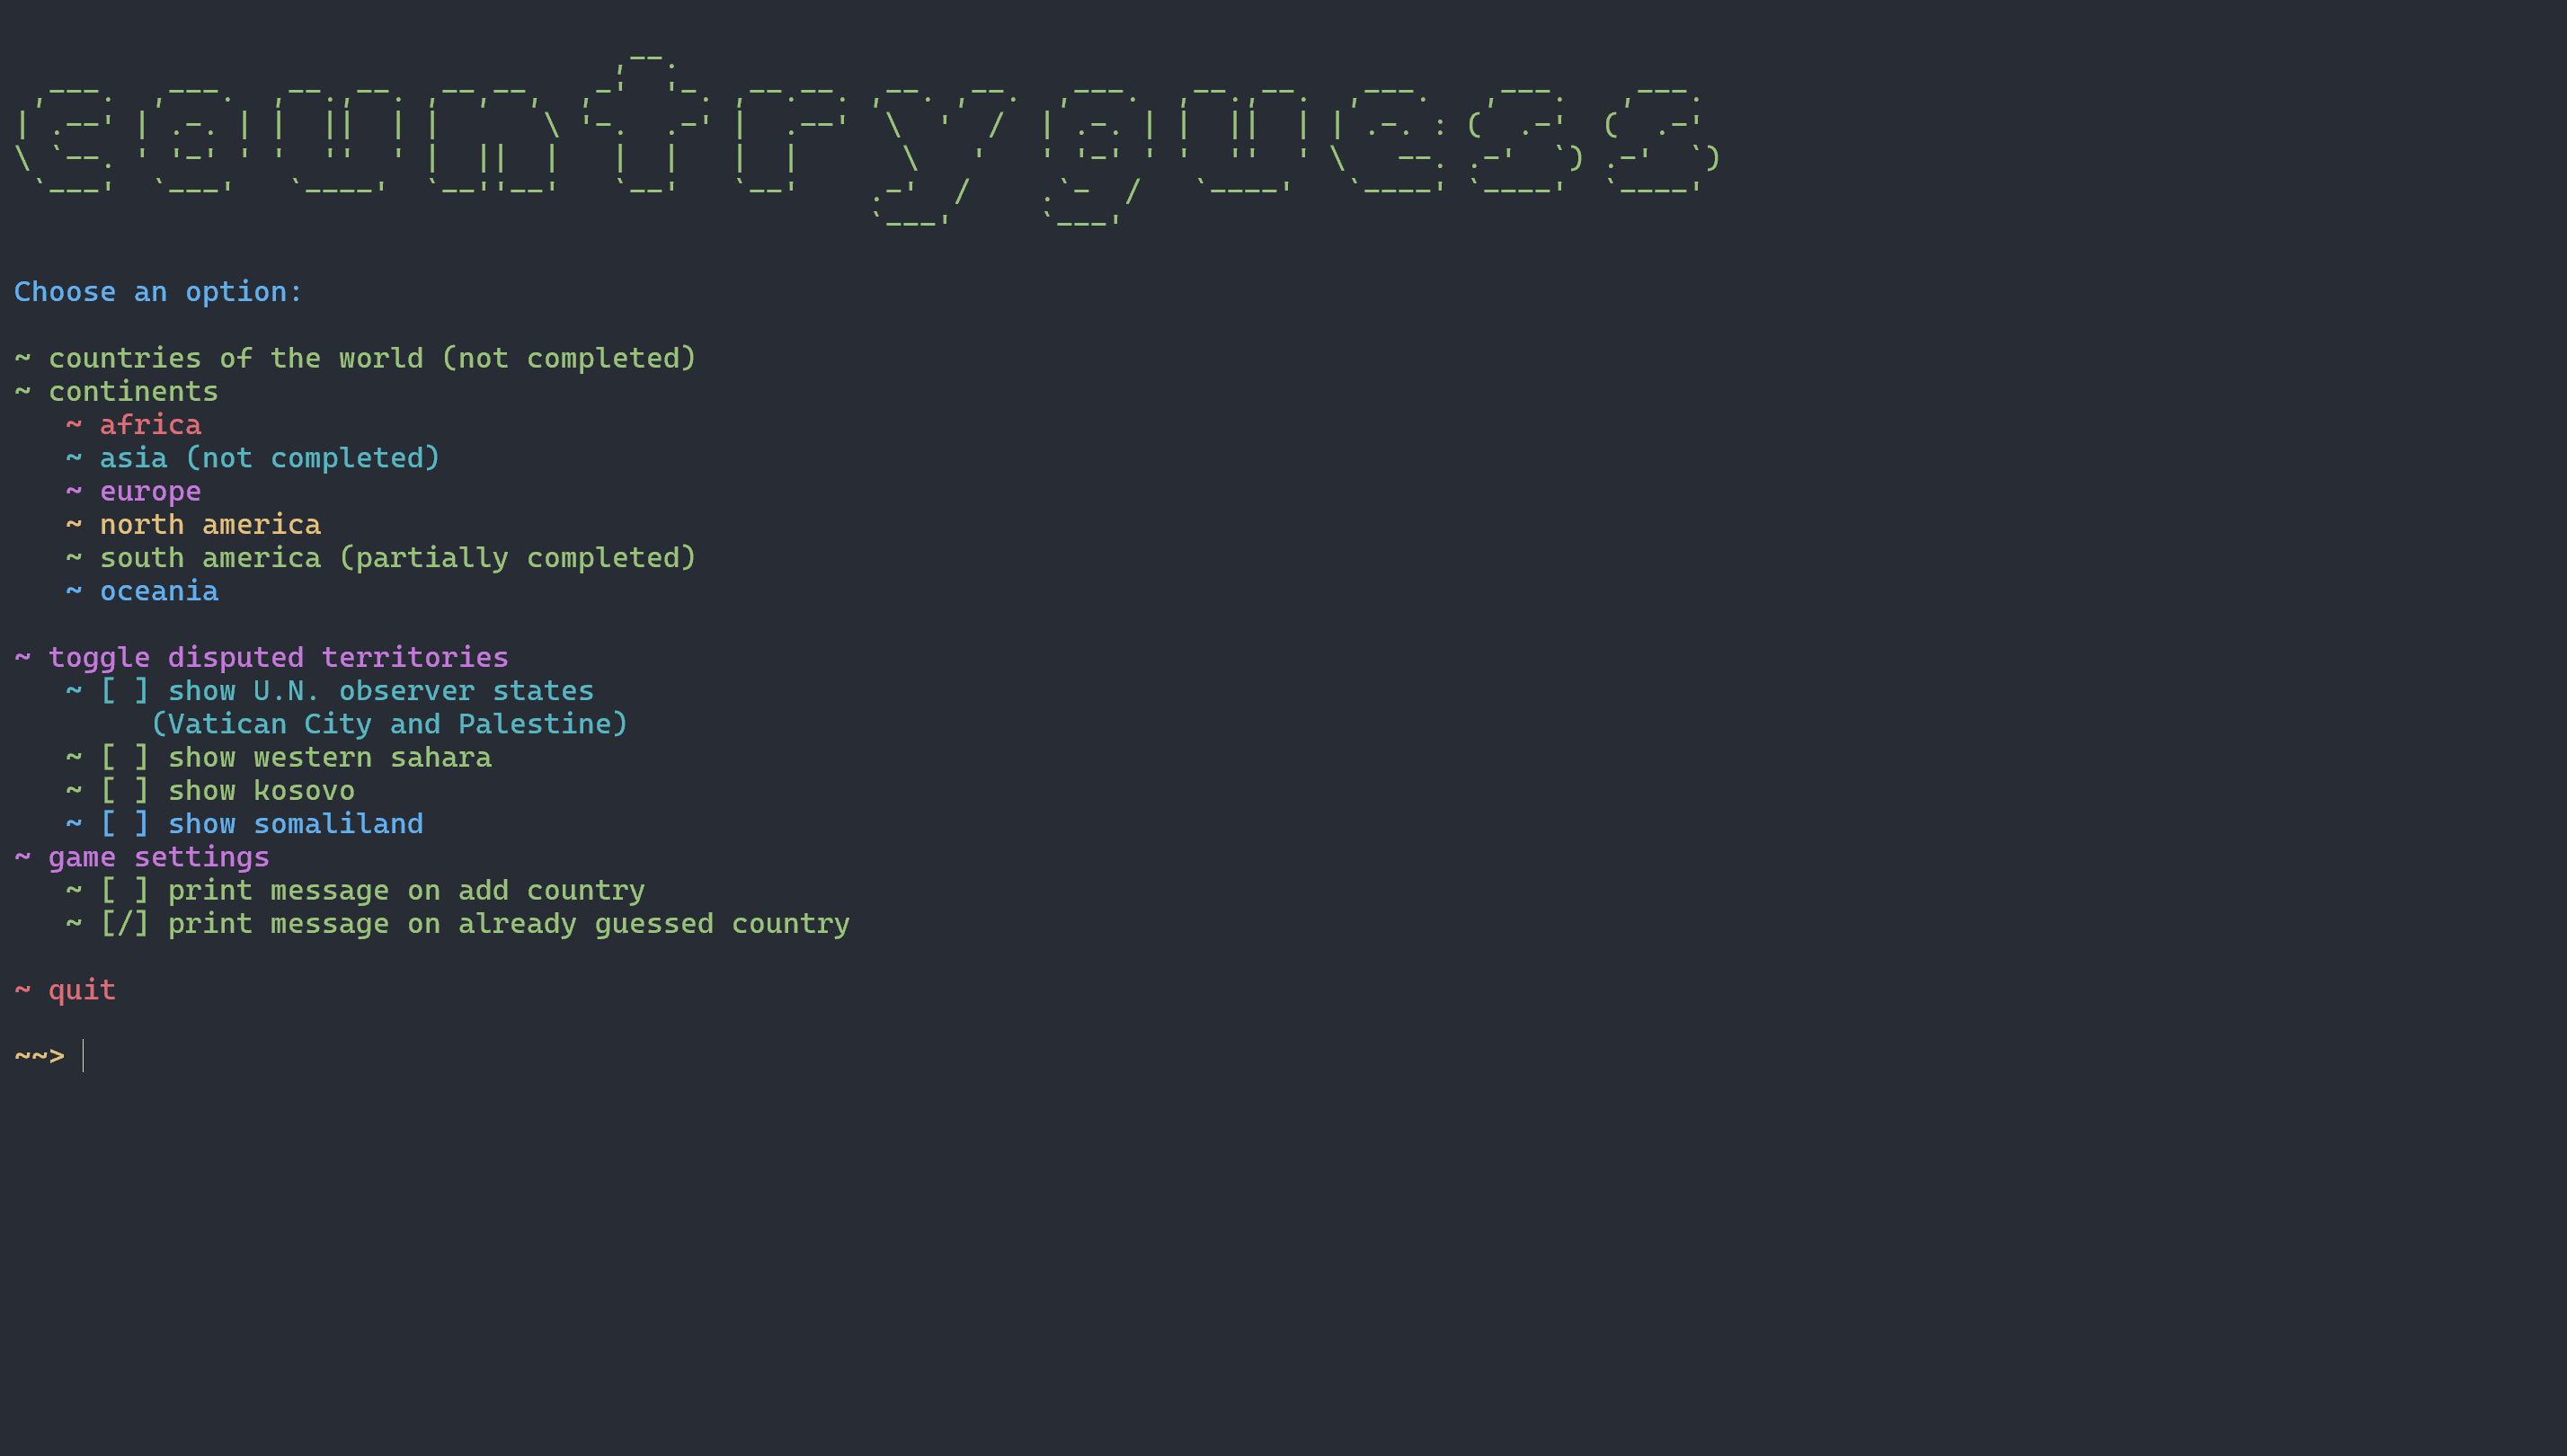 countryguess
Choose an option:
~ countries of the world (not completed)
~ continents
~ africa
~ asia (not completed)
~ europe
~ north america
~ south america (partially completed)
~ oceania
~ toggle disputed territories
~ [ ] show U.N. observer states
(Vatican City and Palestine)
~ [ ] show western sahara
~ [ ] show kosovo
~ [ ] show somaliland
~ game settings
~ [ ] print message on add country
~ [/] print message on already guessed country
~ quit
~~>